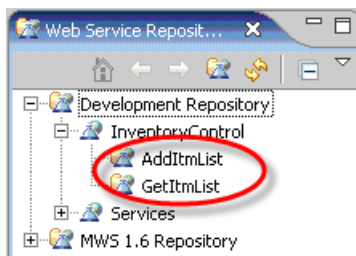 Web Service Reposit...
Development Repository
InventoryControl
AddItmList
GetItmList
Services
MWS 1.6 Repository